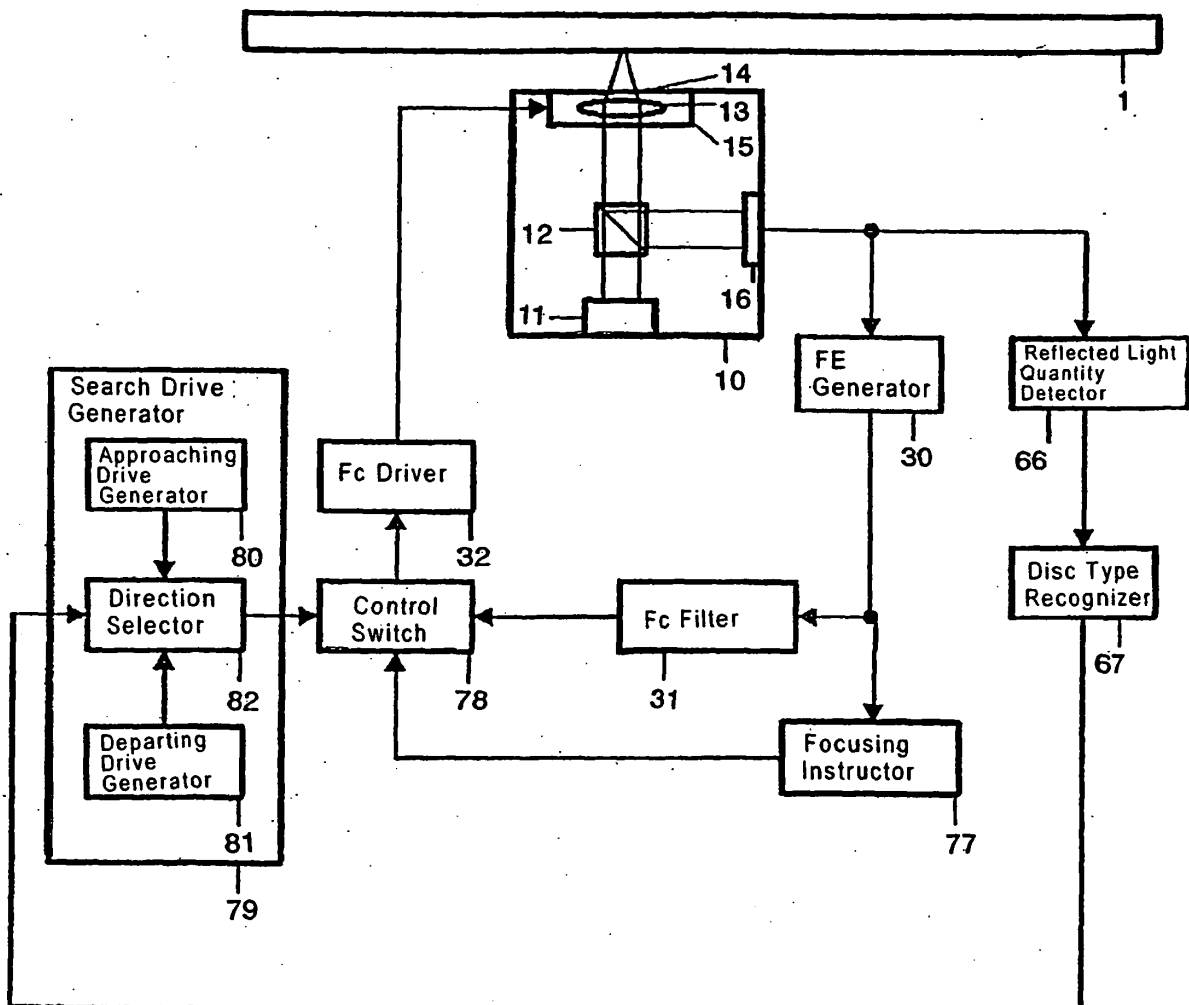 14
13
15
1
12
16
11
10
FE
Generator
30
Reflected Light
Quantity
Detector
66
Search Drive
Generator
Approaching
Drive
Generator
80
Fc Driver
32
Direction
Selector
82
Control
Switch
78
Fc Filter
31
Disc Type
Recognizer
67
Departing
Drive
Generator
81
Focusing
Instructor
77
79